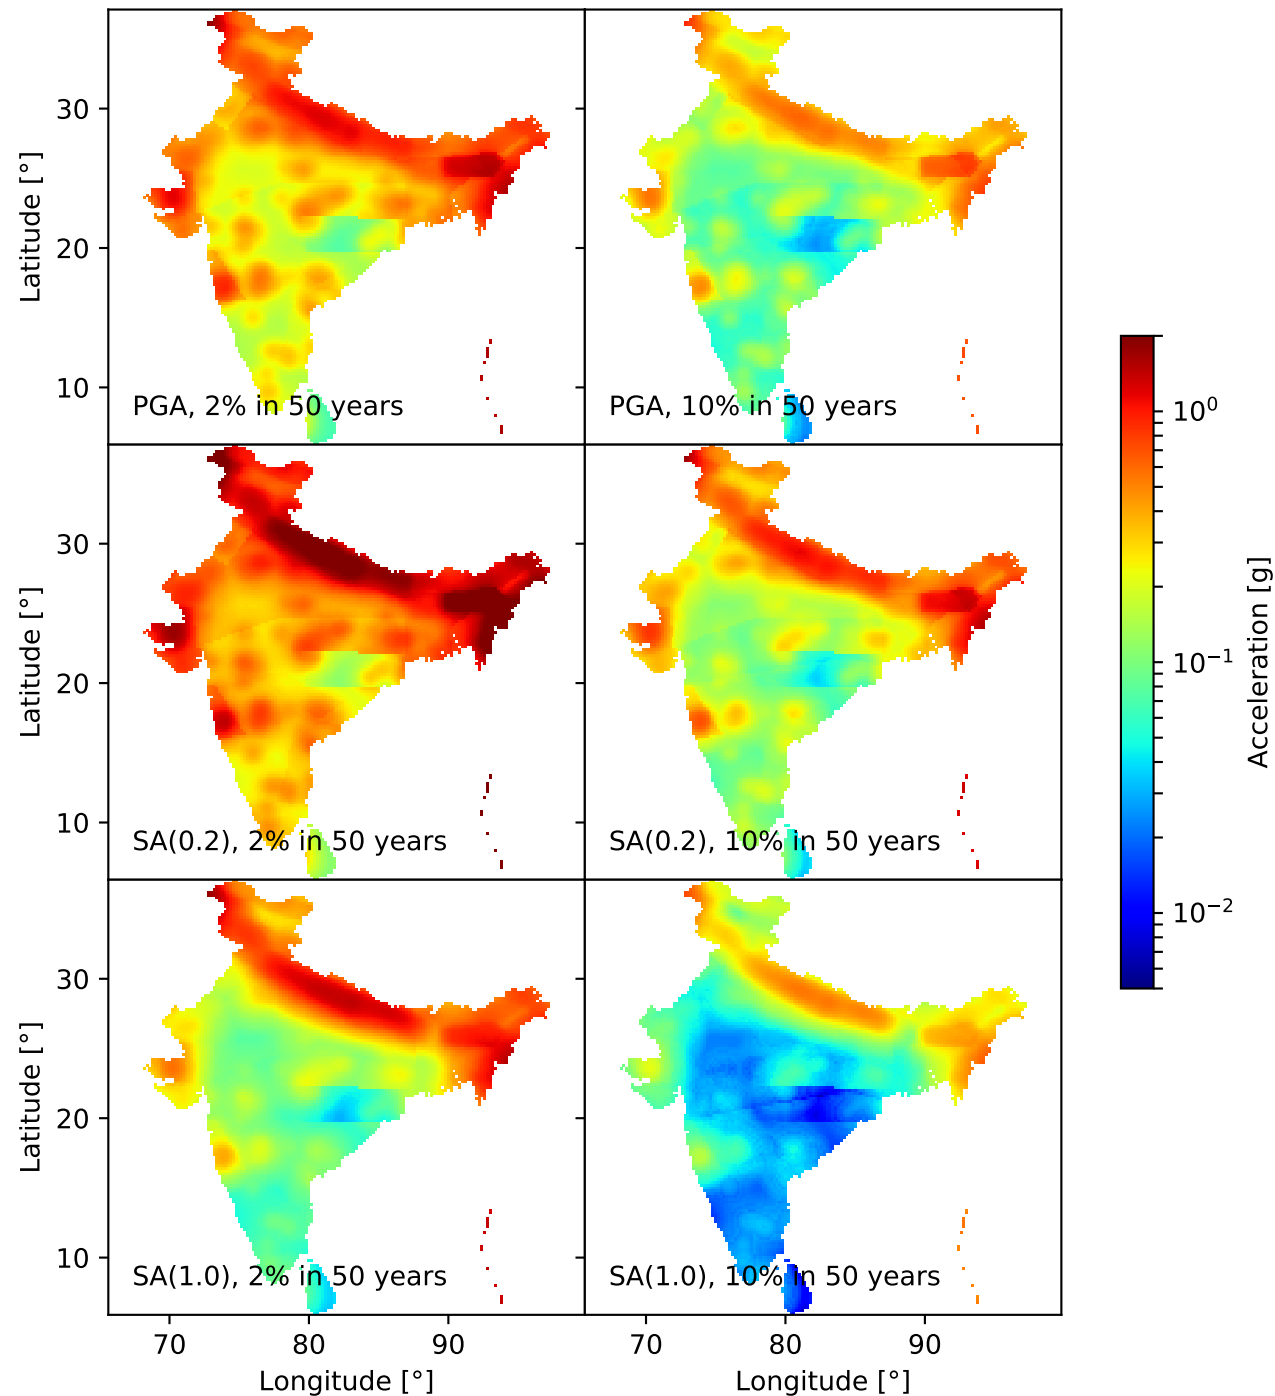 30
20
10
Latitude [°]
PGA, 2% in 50 years
PGA, 10% in 50 years
30
20
10
Latitude [°]
SA(0.2), 2% in 50 years
SA(0.2), 10% in 50 years
30
20
10
Latitude [°]
SA(1.0), 2% in 50 years
SA(1.0), 10% in 50 years
70 80 90
70 80 90
Longitude [°]
Longitude [°]
10⁰
10⁻¹
10⁻²
Acceleration [g]